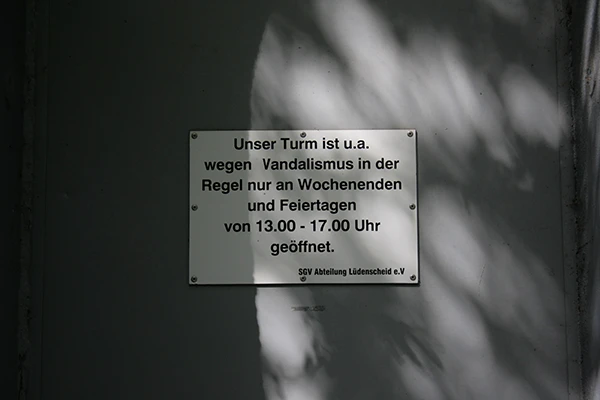 Unser Turm ist u.a.
wegen Vandalismus in der
Regel nur an Wochenenden
und Feiertagen
von 13.00 - 17.00 Uhr
geöffnet.
SGV Abteilung Lüdenscheid e.V